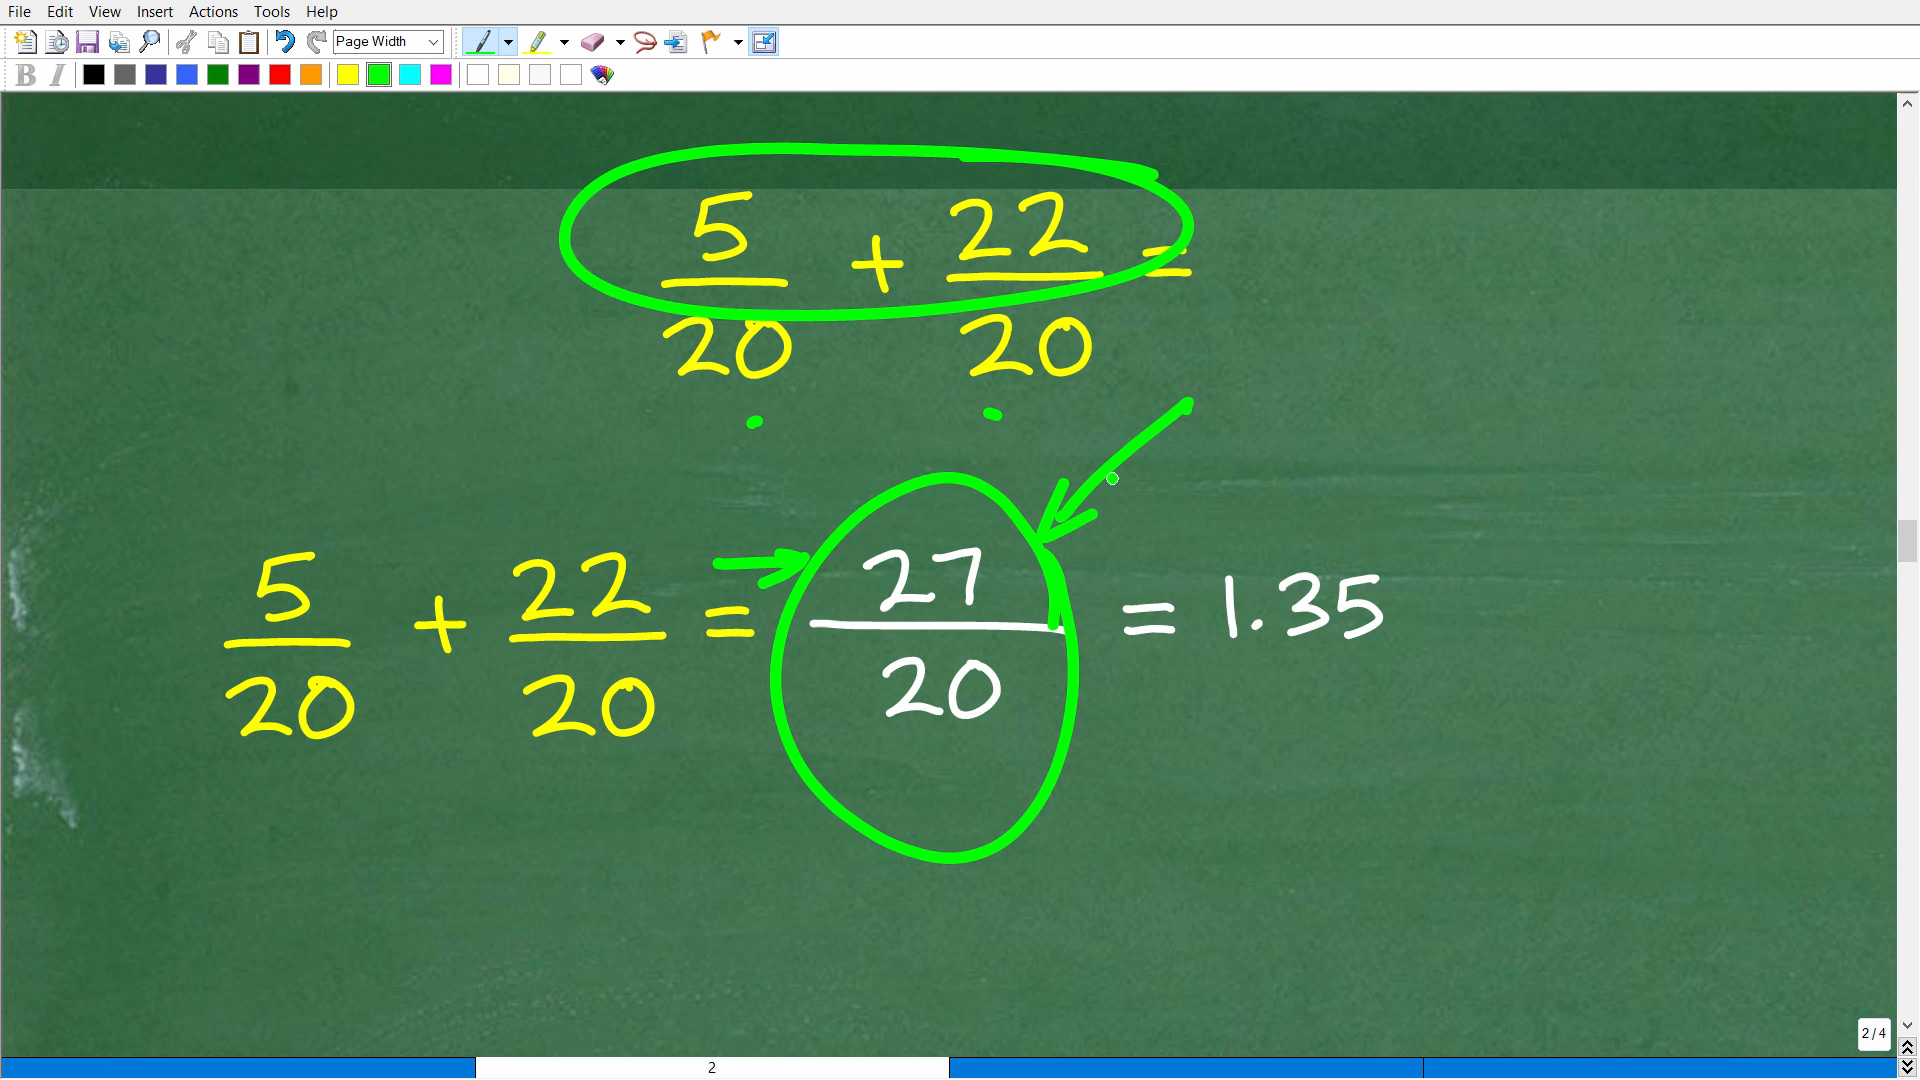 File Edit View Insert Actions Tools Help
Page Width
B I
5/20 + 22/20 =
5/20 + 22/20 = 27/20 = 1.35
2 / 4
2